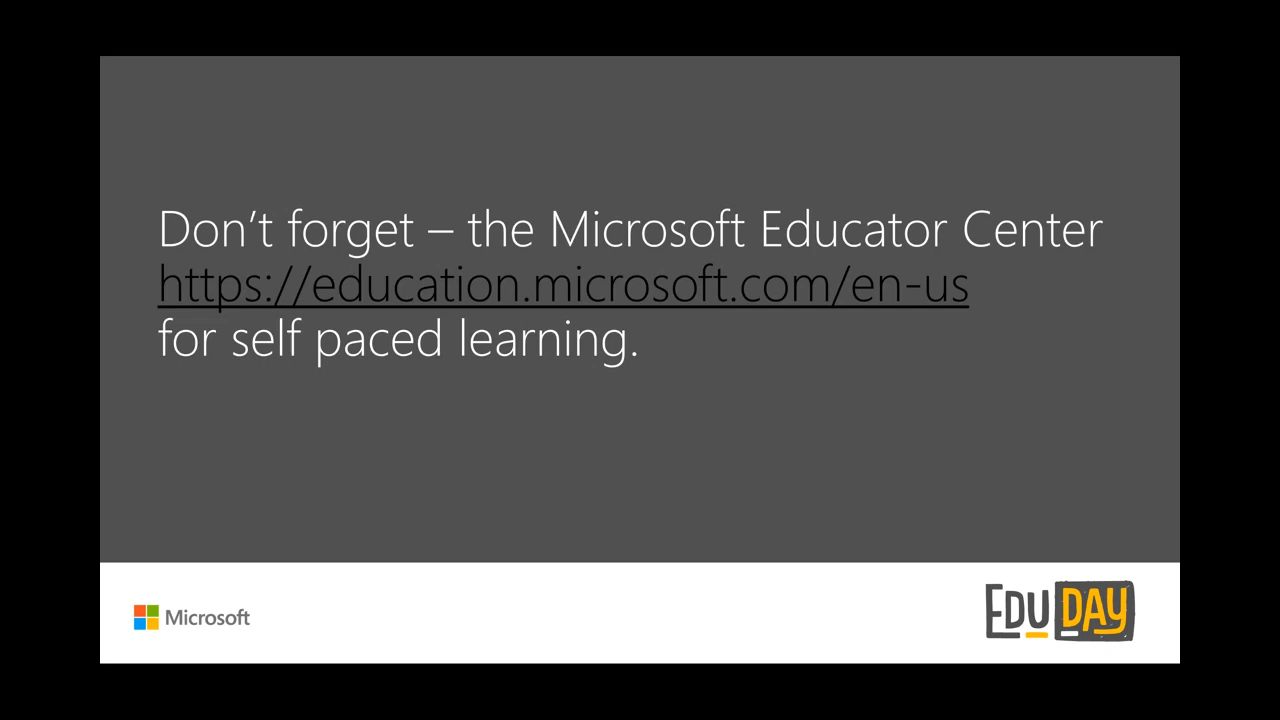 Don’t forget – the Microsoft Educator Center
https://education.microsoft.com/en-us
for self paced learning.
Microsoft
EDU DAY